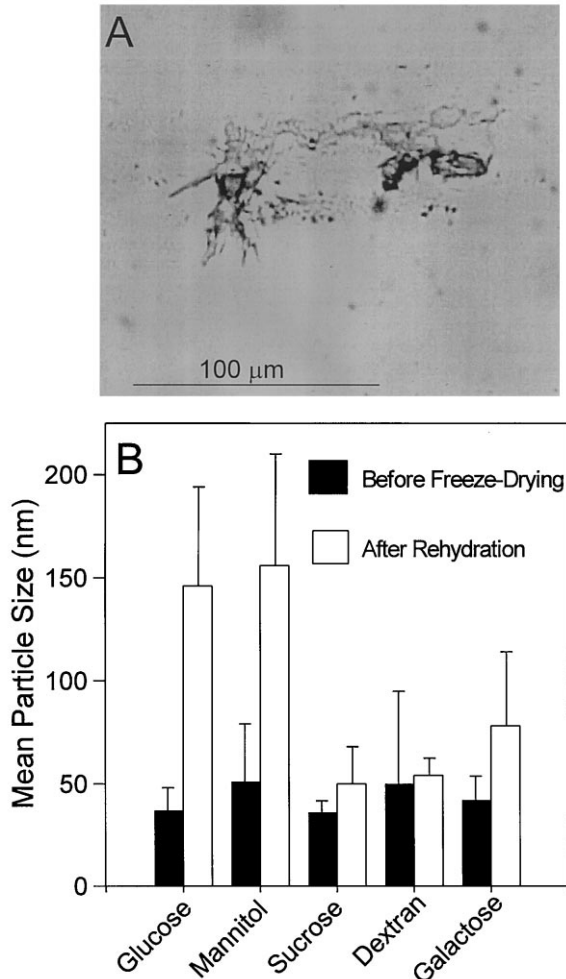 A
100 μm
B
Before Freeze-Drying
After Rehydration
Mean Particle Size (nm)
200
150
100
50
0
Glucose
Mannitol
Sucrose
Dextran
Galactose